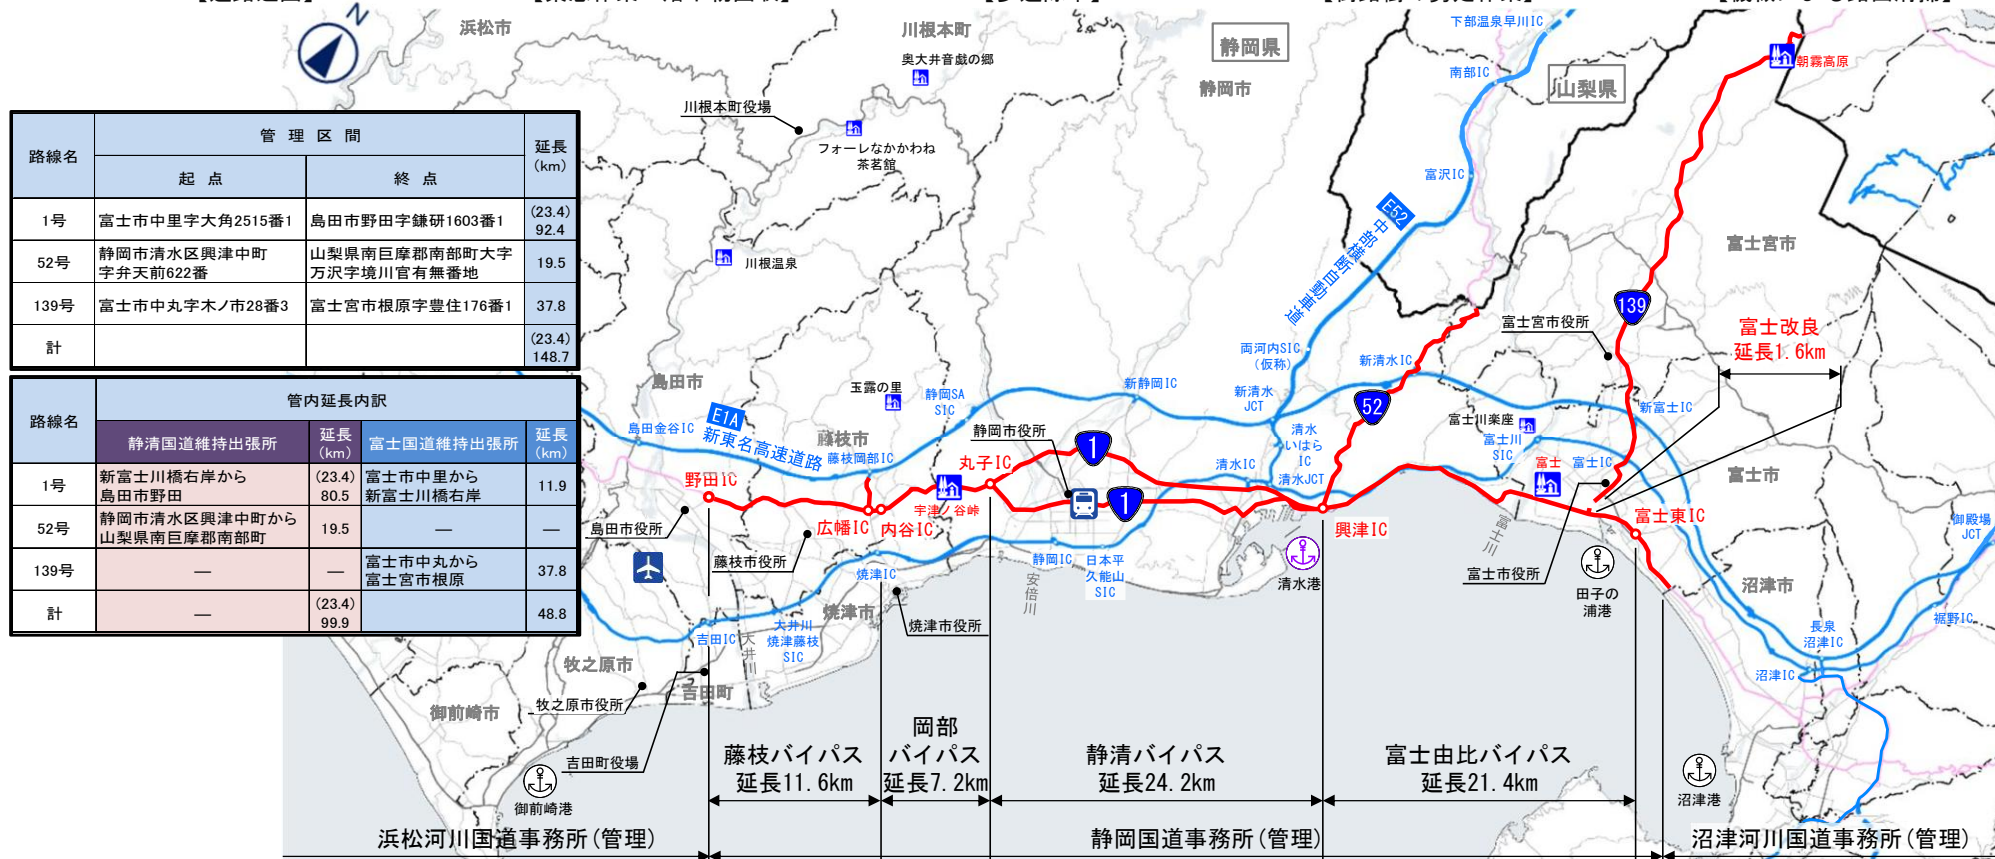 N
浜松市
川根本町
奥大井音戯の郷
静岡県
静岡市
下部温泉早川IC
南部IC
山梨県
朝霧高原
川根本町役場
フォーレなかかわね
茶茗舘
富沢IC
川根温泉
E52
中部横断自動車道
富士宮市
139
路線名
管理区間
延長
(km)
起点
終点
1号
富士市中里字大角2515番1
島田市野田字鎌研1603番1
(23.4)
92.4
52号
静岡市清水区興津中町
字弁天前622番
山梨県南巨摩郡南部町大字
万沢字境川官有無番地
19.5
139号
富士市中丸字木ノ市28番3
富士宮市根原字豊住176番1
37.8
計
(23.4)
148.7
路線名
管内延長内訳
静清国道維持出張所
延長
(km)
富士国道維持出張所
延長
(km)
1号
新富士川橋右岸から
島田市野田
(23.4)
80.5
富士市中里から
新富士川橋右岸
11.9
52号
静岡市清水区興津中町から
山梨県南巨摩郡南部町
19.5
―
―
139号
―
―
富士市中丸から
富士宮市根原
37.8
計
―
(23.4)
99.9
48.8
富士宮市役所
富士改良
延長1.6km
両河内SIC
(仮称)
新清水IC
島田市
玉露の里
静岡SA
SIC
新静岡IC
新清水
JCT
52
新富士IC
E1A
新東名高速道路
島田金谷IC
藤枝市
藤枝岡部IC
静岡市役所
1
清水
いはら
IC
富士川楽座
富士川
SIC
富士
富士IC
富士市
野田IC
丸子IC
清水IC
清水JCT
宇津ノ谷峠
1
島田市役所
広幡IC
内谷IC
興津IC
富士川
富士東IC
御殿場
JCT
藤枝市役所
焼津IC
静岡IC
日本平
久能山
SIC
安倍川
清水港
富士市役所
田子の
浦港
沼津市
焼津市
焼津市役所
吉田IC
大井川
大井川
焼津藤枝
SIC
長泉
沼津IC
裾野IC
沼津IC
牧之原市
吉田町
牧之原市役所
御前崎市
吉田町役場
御前崎港
沼津港
藤枝バイパス
延長11.6km
岡部
バイパス
延長7.2km
静清バイパス
延長24.2km
富士由比バイパス
延長21.4km
浜松河川国道事務所(管理)
静岡国道事務所(管理)
沼津河川国道事務所(管理)